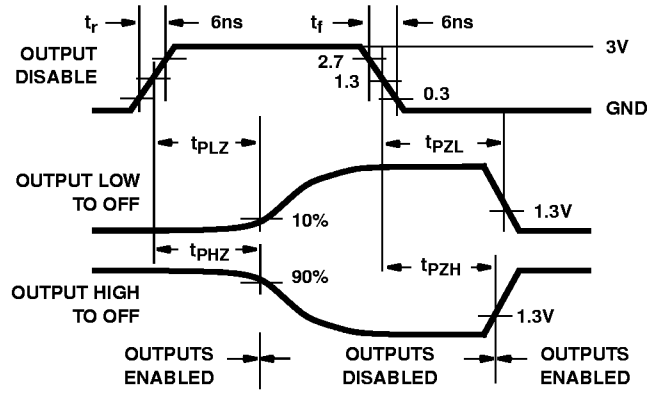 tr 6ns tf 6ns
OUTPUT
DISABLE
3V
2.7
1.3
0.3
GND
tPLZ tPZL
OUTPUT LOW
TO OFF
10%
1.3V
tPHZ tPZH
OUTPUT HIGH
TO OFF
90%
1.3V
OUTPUTS
ENABLED
OUTPUTS
DISABLED
OUTPUTS
ENABLED